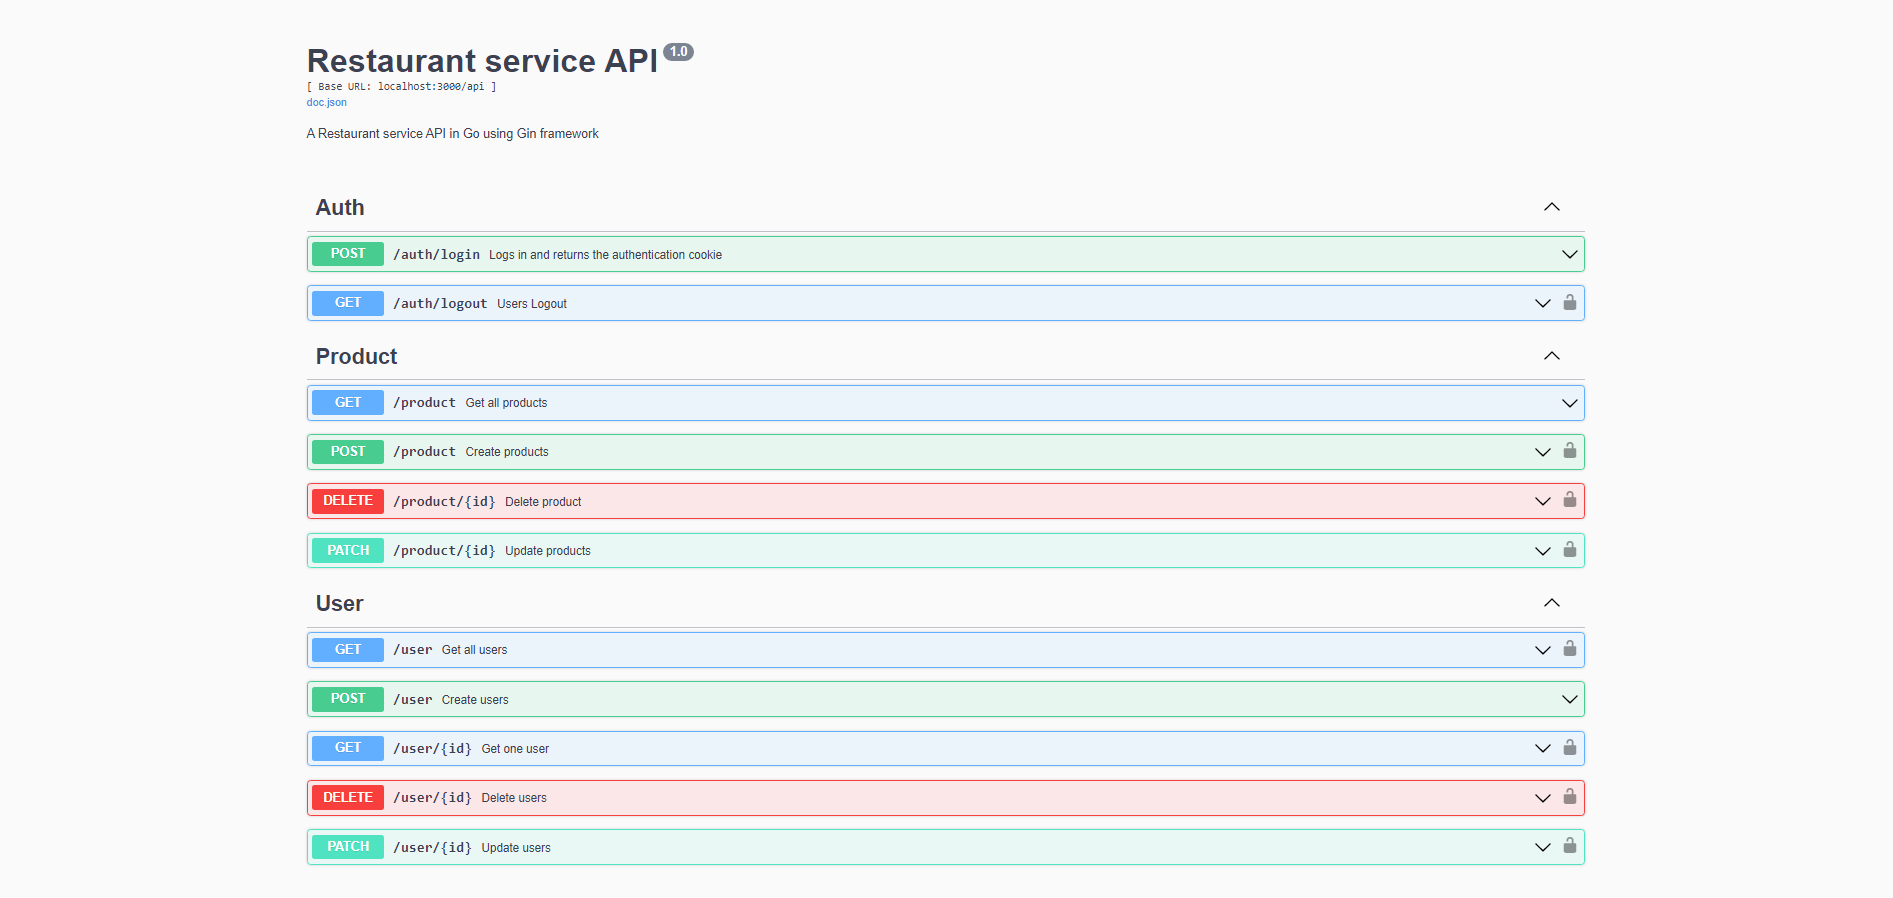 Restaurant service API 1.0
[ Base URL: localhost:3000/api ]
doc.json
A Restaurant service API in Go using Gin framework
Auth
POST /auth/login Logs in and returns the authentication cookie
GET /auth/logout Users Logout
Product
GET /product Get all products
POST /product Create products
DELETE /product/{id} Delete product
PATCH /product/{id} Update products
User
GET /user Get all users
POST /user Create users
GET /user/{id} Get one user
DELETE /user/{id} Delete users
PATCH /user/{id} Update users